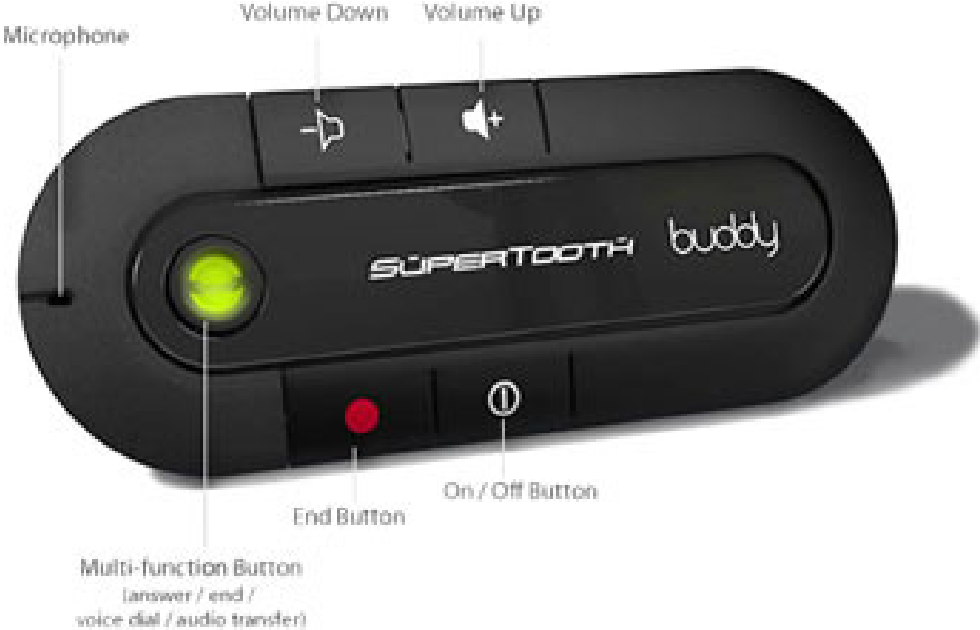 Volume Down
Volume Up
Microphone
SUPERTOOTH
buddy
On / Off Button
End Button
Multi-function Button
(answer / end /
voice dial / audio transfer)